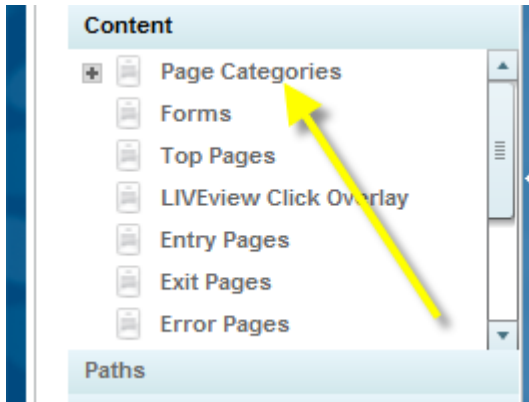 Content
Page Categories
Forms
Top Pages
LIVEview Click Overlay
Entry Pages
Exit Pages
Error Pages
Paths